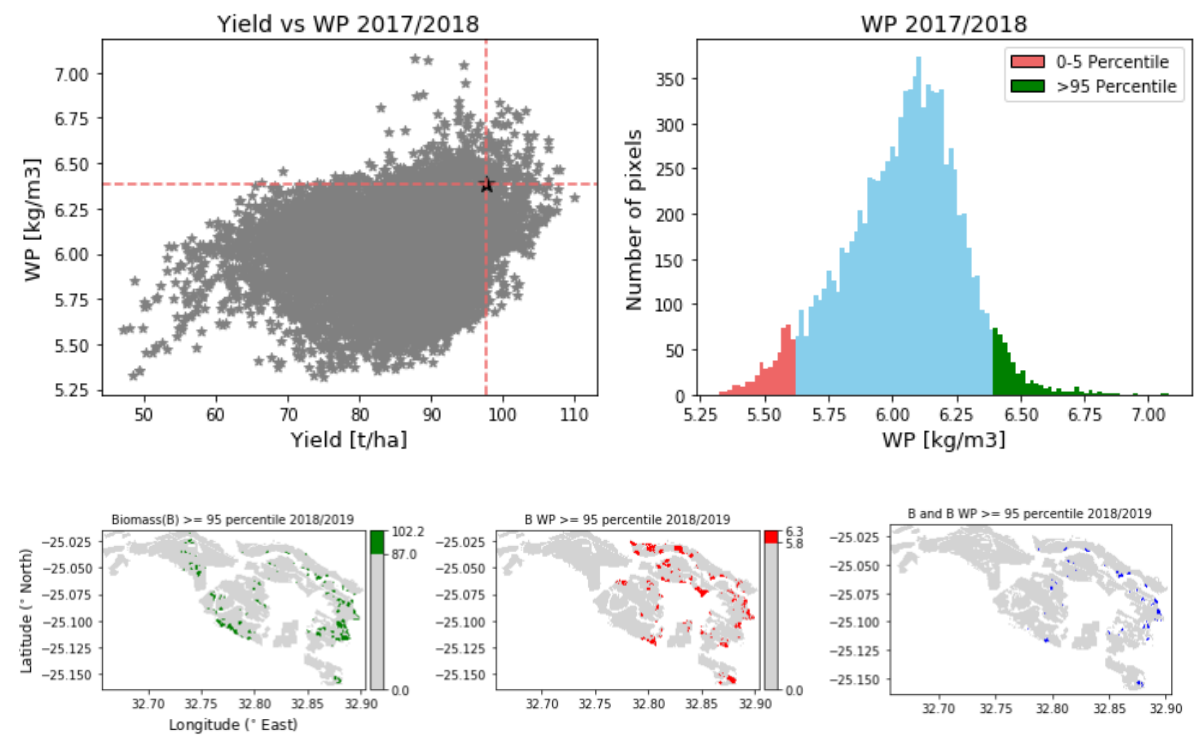 Yield vs WP 2017/2018
WP [kg/m3]
7.00
6.75
6.50
6.25
6.00
5.75
5.50
5.25
50 60 70 80 90 100 110
Yield [t/ha]
WP 2017/2018
0-5 Percentile
>95 Percentile
Number of pixels
350
300
250
200
150
100
50
0
5.25 5.50 5.75 6.00 6.25 6.50 6.75 7.00
WP [kg/m3]
Biomass(B) >= 95 percentile 2018/2019
Latitude (° North)
−25.025
−25.050
−25.075
−25.100
−25.125
−25.150
32.70 32.75 32.80 32.85 32.90
Longitude (° East)
102.2
87.0
0.0
B WP >= 95 percentile 2018/2019
−25.025
−25.050
−25.075
−25.100
−25.125
−25.150
32.70 32.75 32.80 32.85 32.90
6.3
5.8
0.0
B and B WP >= 95 percentile 2018/2019
−25.025
−25.050
−25.075
−25.100
−25.125
−25.150
32.70 32.75 32.80 32.85 32.90